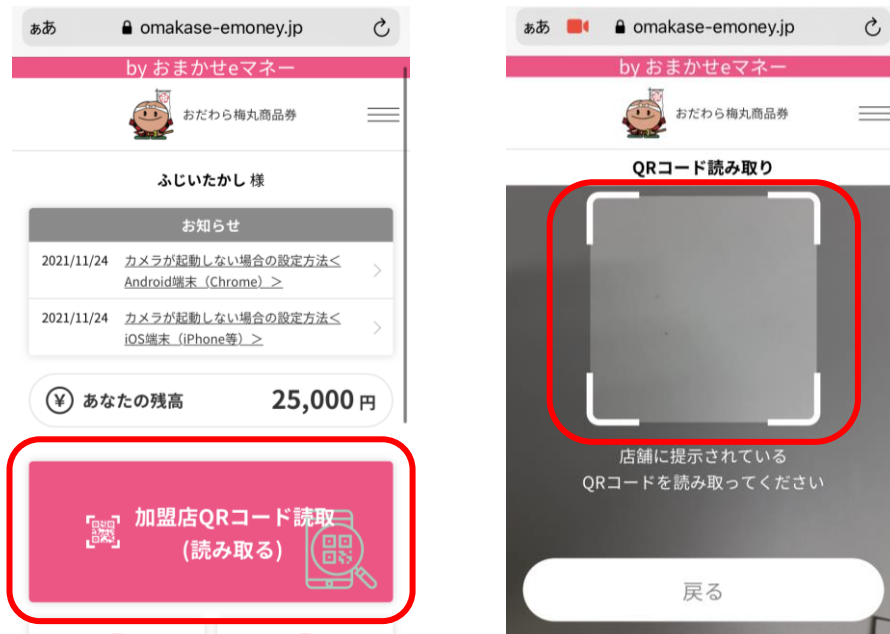 ああ omakase-emoney.jp
by おまかせeマネー
おだわら梅丸商品券
ふじいたかし 様
お知らせ
2021/11/24 カメラが起動しない場合の設定方法<
Android端末（Chrome）>
2021/11/24 カメラが起動しない場合の設定方法<
iOS端末（iPhone等）>
¥ あなたの残高 25,000 円
加盟店QRコード読取
(読み取る)
ああ omakase-emoney.jp
by おまかせeマネー
おだわら梅丸商品券
QRコード読み取り
店舗に提示されている
QRコードを読み取ってください
戻る